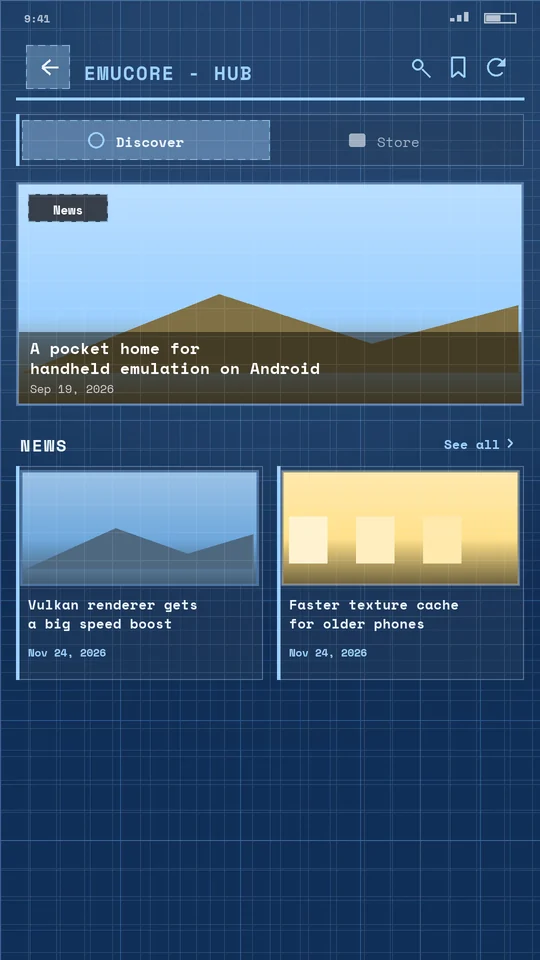 9:41
EMUCORE - HUB
Discover
Store
News
A pocket home for
handheld emulation on Android
Sep 19, 2026
NEWS
See all
Vulkan renderer gets
a big speed boost
Nov 24, 2026
Faster texture cache
for older phones
Nov 24, 2026